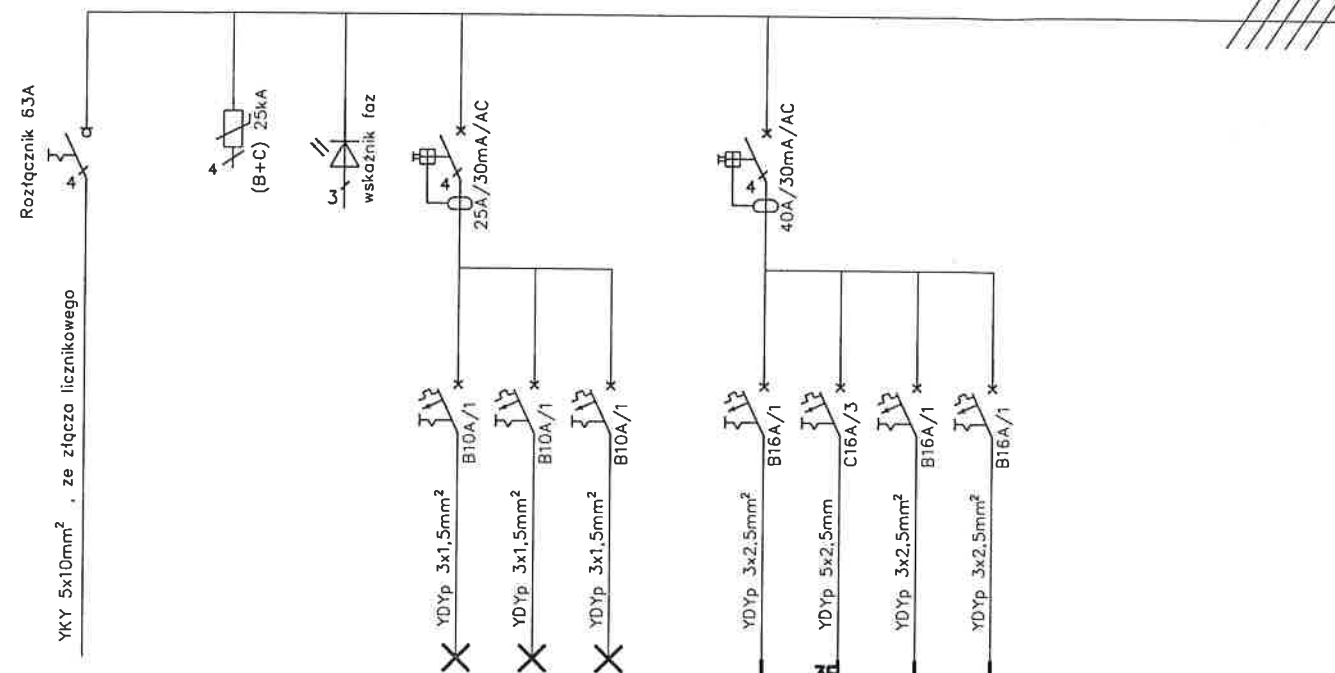 Rozłącznik 63A
4
YKY 5x10mm² , ze złącza licznikowego
4
(B+C) 25kA
3
wskaźnik faz
4
25A/30mA/AC
4
40A/30mA/AC
B10A/1
B10A/1
B10A/1
B16A/1
C16A/3
B16A/1
B16A/1
YDYp 3x1,5mm²
YDYp 3x1,5mm²
YDYp 3x1,5mm²
YDYp 3x2,5mm²
YDYp 5x2,5mm
YDYp 3x2,5mm²
YDYp 3x2,5mm²